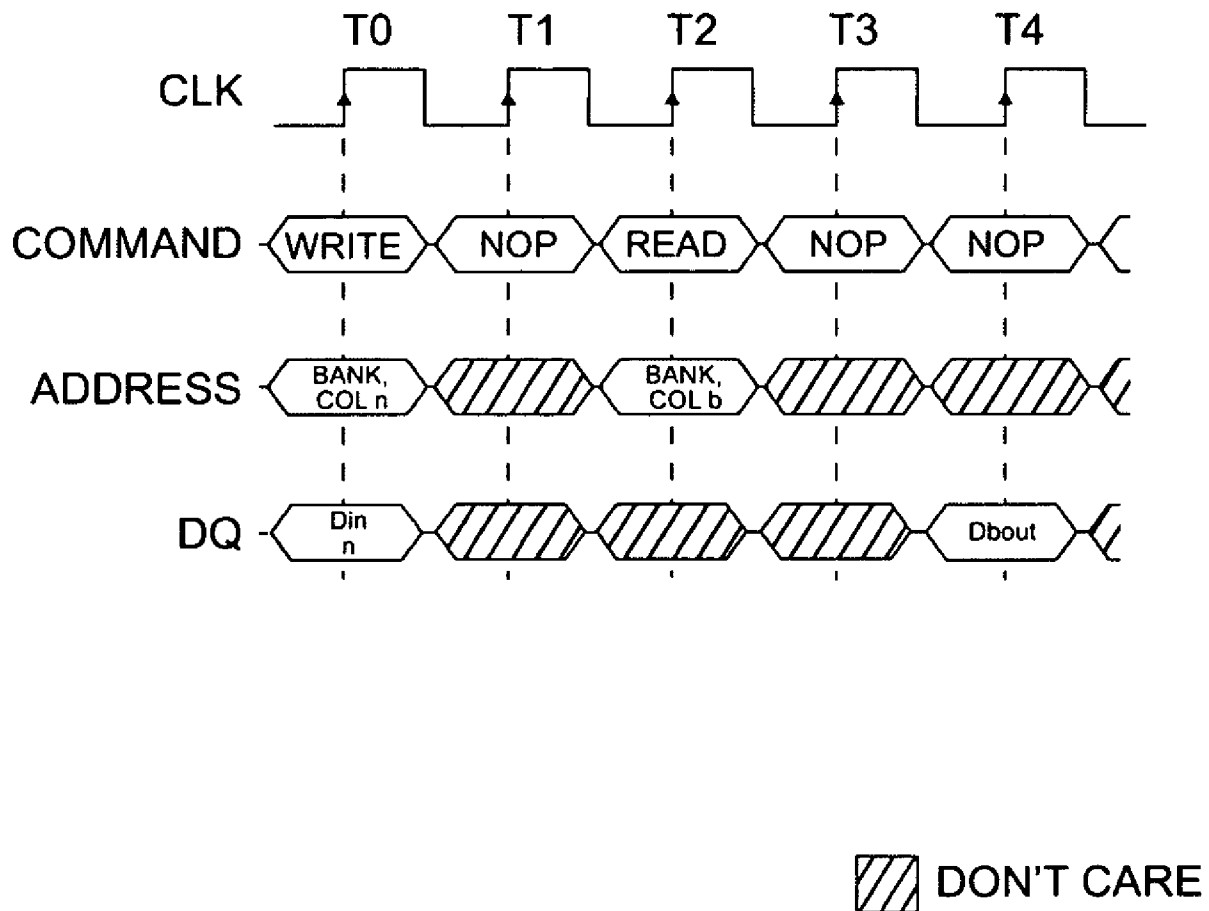 T0 T1 T2 T3 T4
CLK
COMMAND WRITE NOP READ NOP NOP
ADDRESS BANK, COL n BANK, COL b
DQ Din n Dbout
DON'T CARE